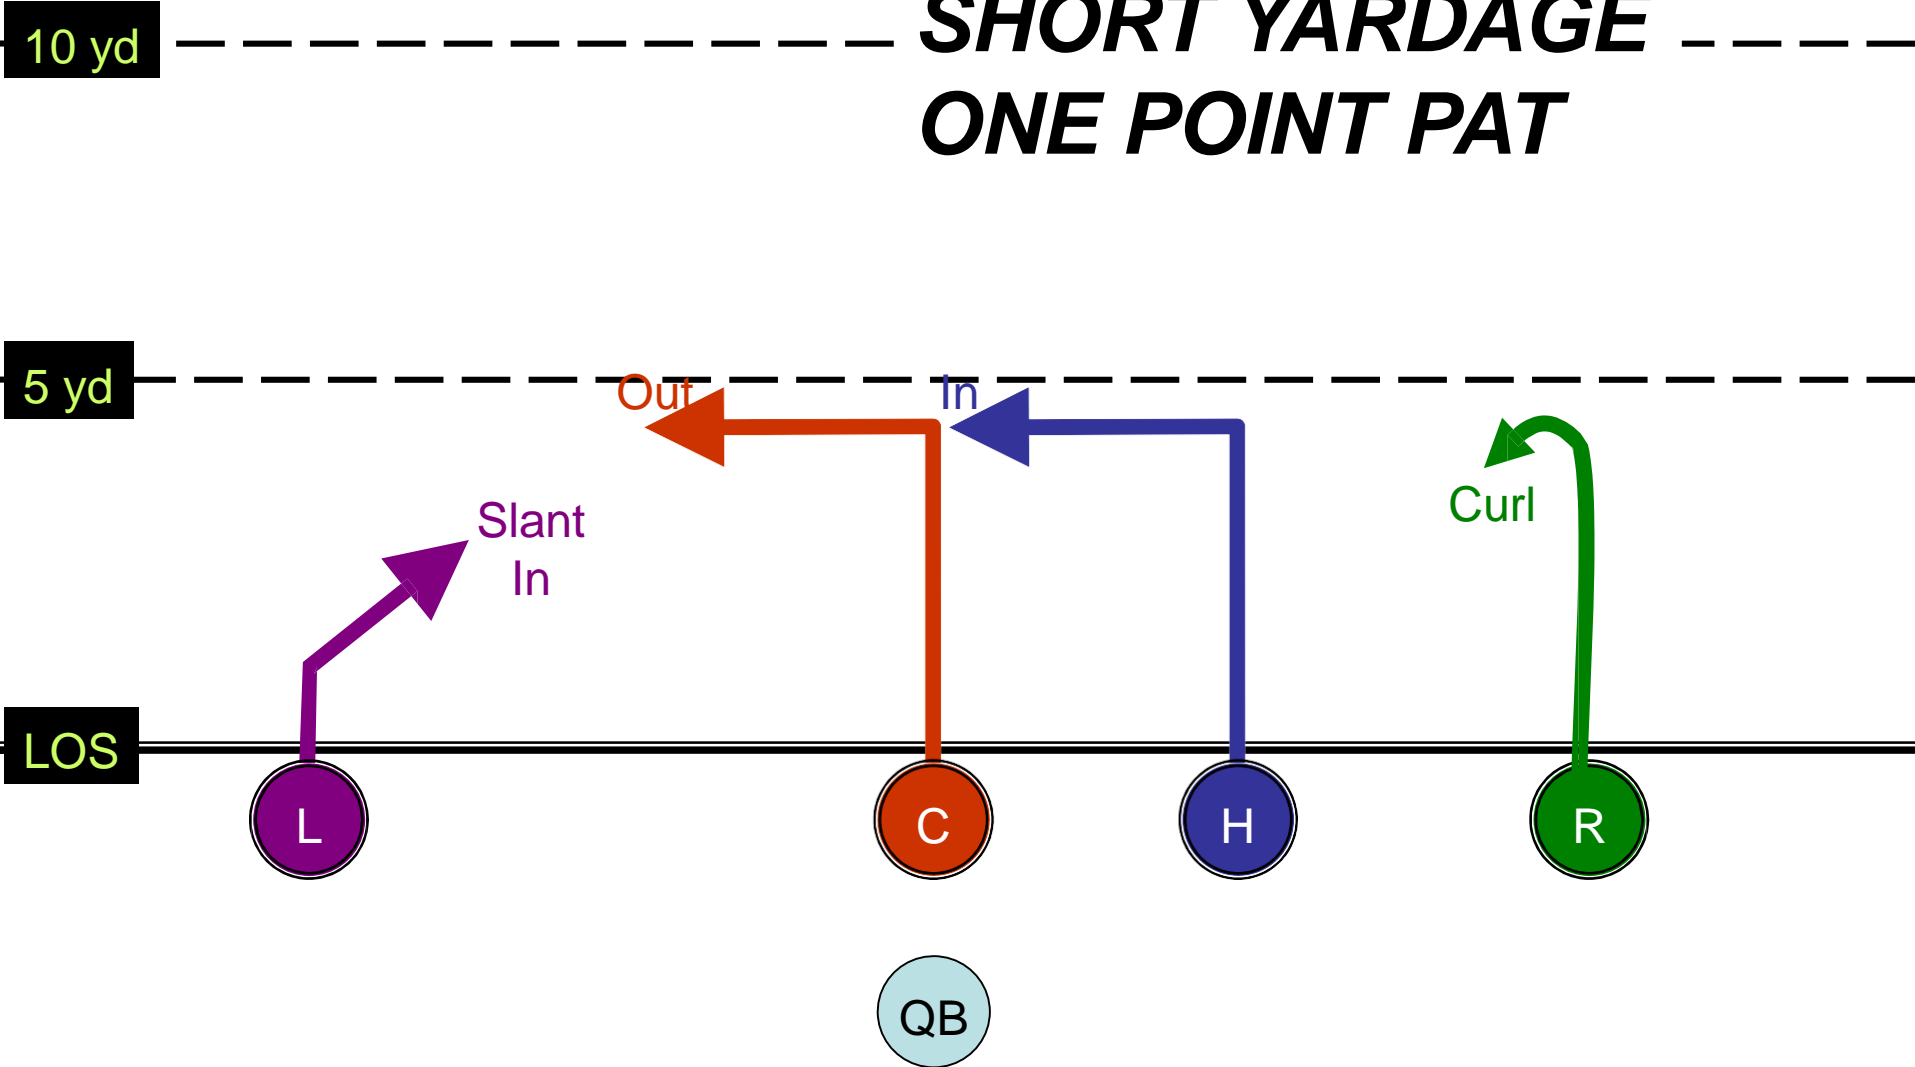 SHORT YARDAGE
10 yd
ONE POINT PAT
5 yd
Out
In
Slant
In
Curl
LOS
L
C
H
R
QB